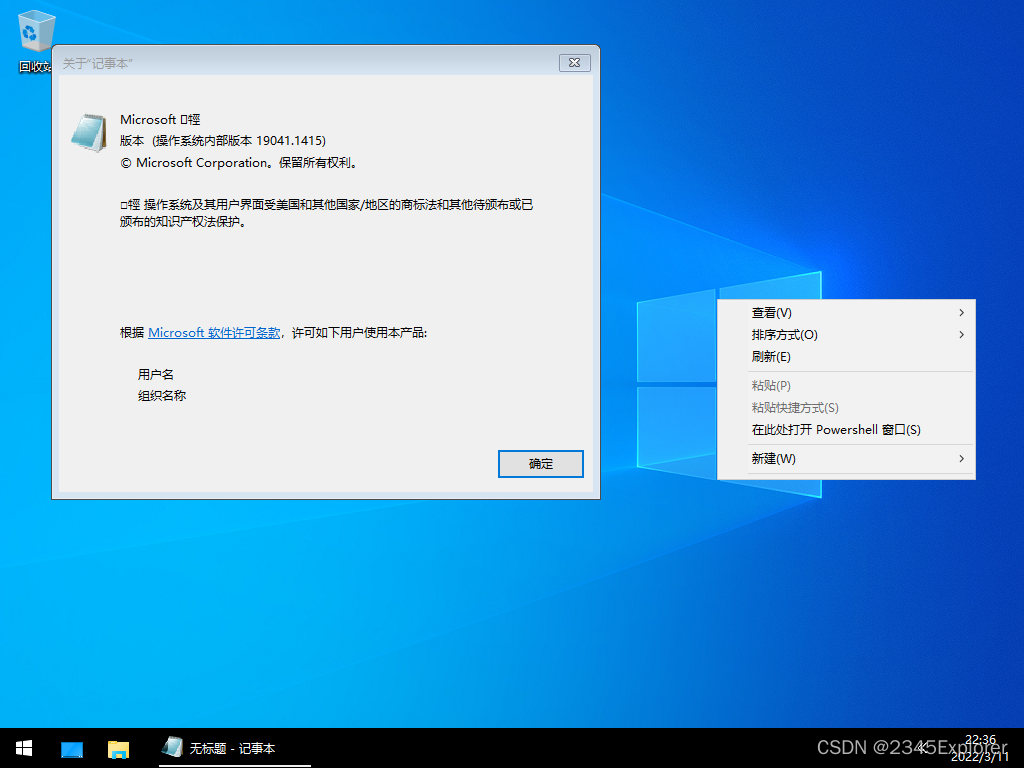 回收站
关于“记事本”
Microsoft □輕
版本 (操作系统内部版本 19041.1415)
© Microsoft Corporation。保留所有权利。
□輕 操作系统及其用户界面受美国和其他国家/地区的商标法和其他待颁布或已
颁布的知识产权法保护。
根据 Microsoft 软件许可条款，许可如下用户使用本产品:
用户名
组织名称
确定
查看(V)
排序方式(O)
刷新(E)
粘贴(P)
粘贴快捷方式(S)
在此处打开 Powershell 窗口(S)
新建(W)
无标题 - 记事本
22:36
2022/3/11
CSDN @2345Explorer